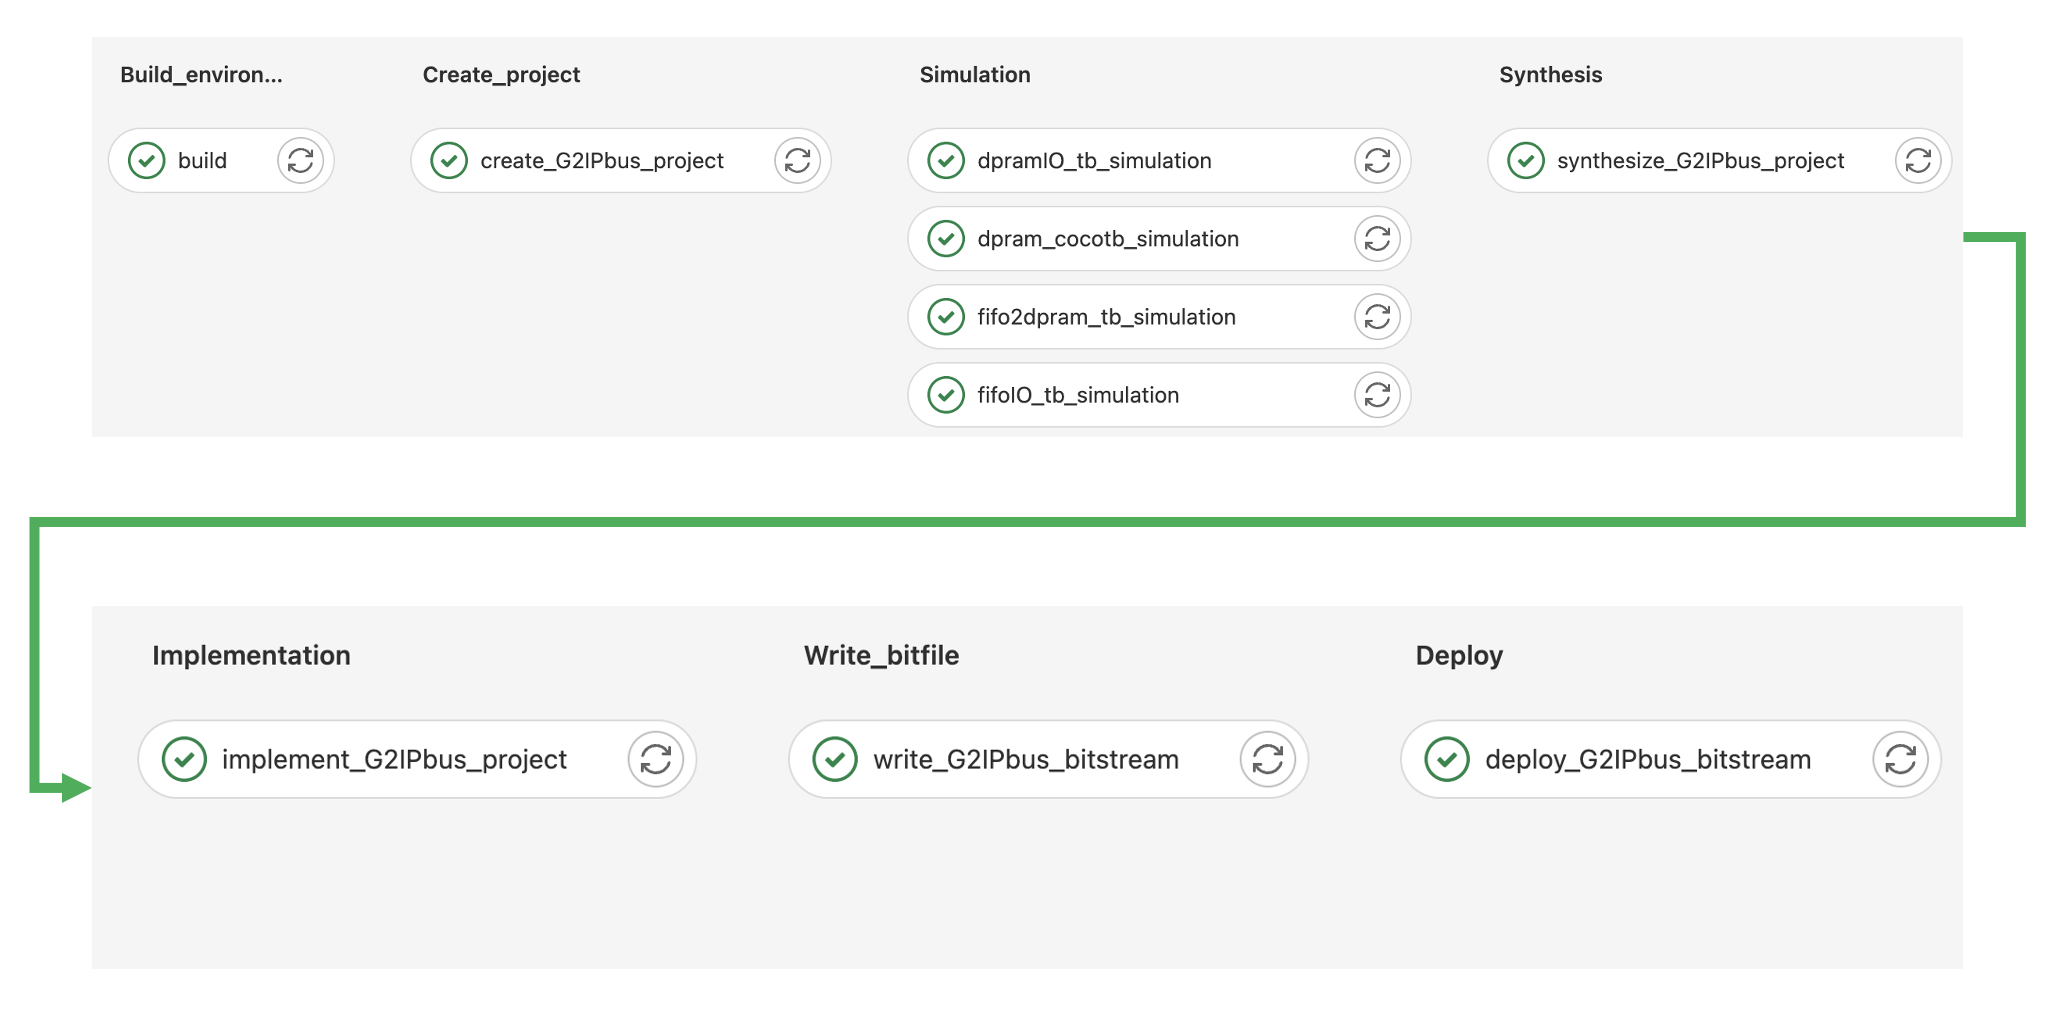 Build_environ...
Create_project
Simulation
Synthesis
build
create_G2IPbus_project
dpramIO_tb_simulation
synthesize_G2IPbus_project
dpram_cocotb_simulation
fifo2dpram_tb_simulation
fifoIO_tb_simulation
Implementation
Write_bitfile
Deploy
implement_G2IPbus_project
write_G2IPbus_bitstream
deploy_G2IPbus_bitstream